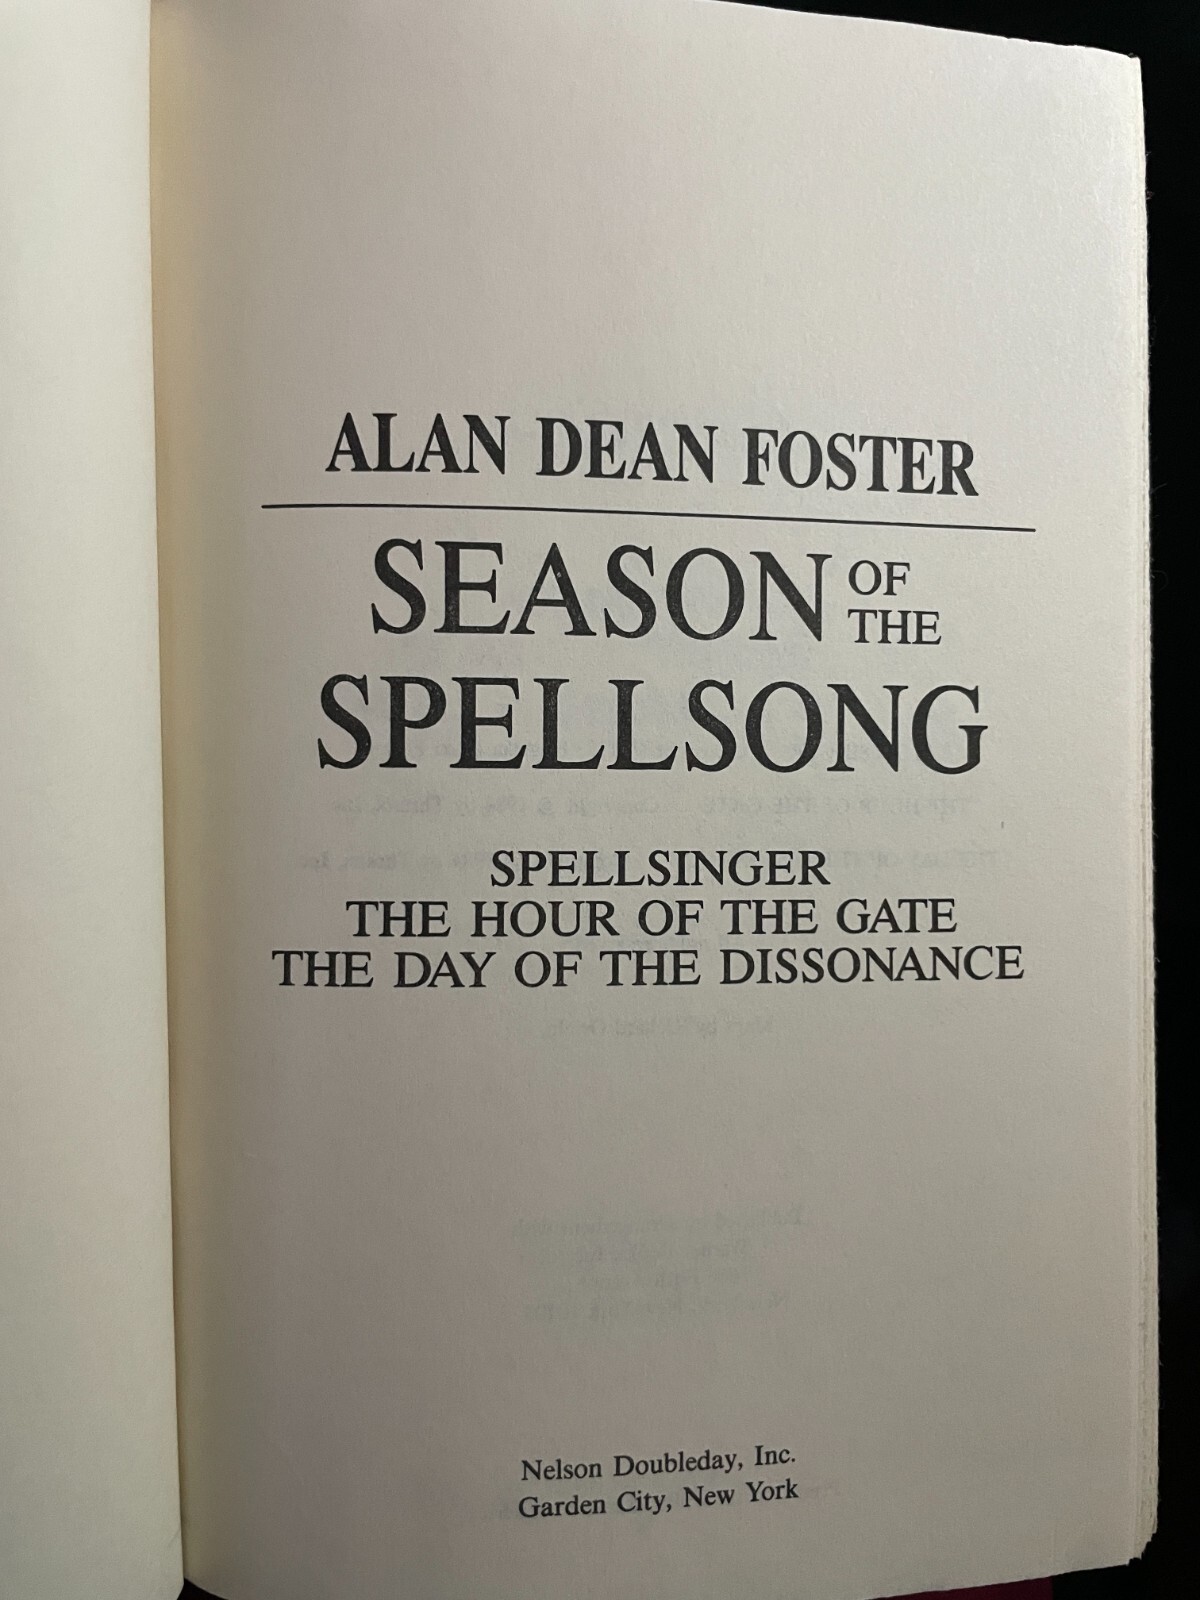 ALAN DEAN FOSTER
SEASON OF THE
SPELLSONG
SPELLSINGER
THE HOUR OF THE GATE
THE DAY OF THE DISSONANCE
Nelson Doubleday, Inc.
Garden City, New York